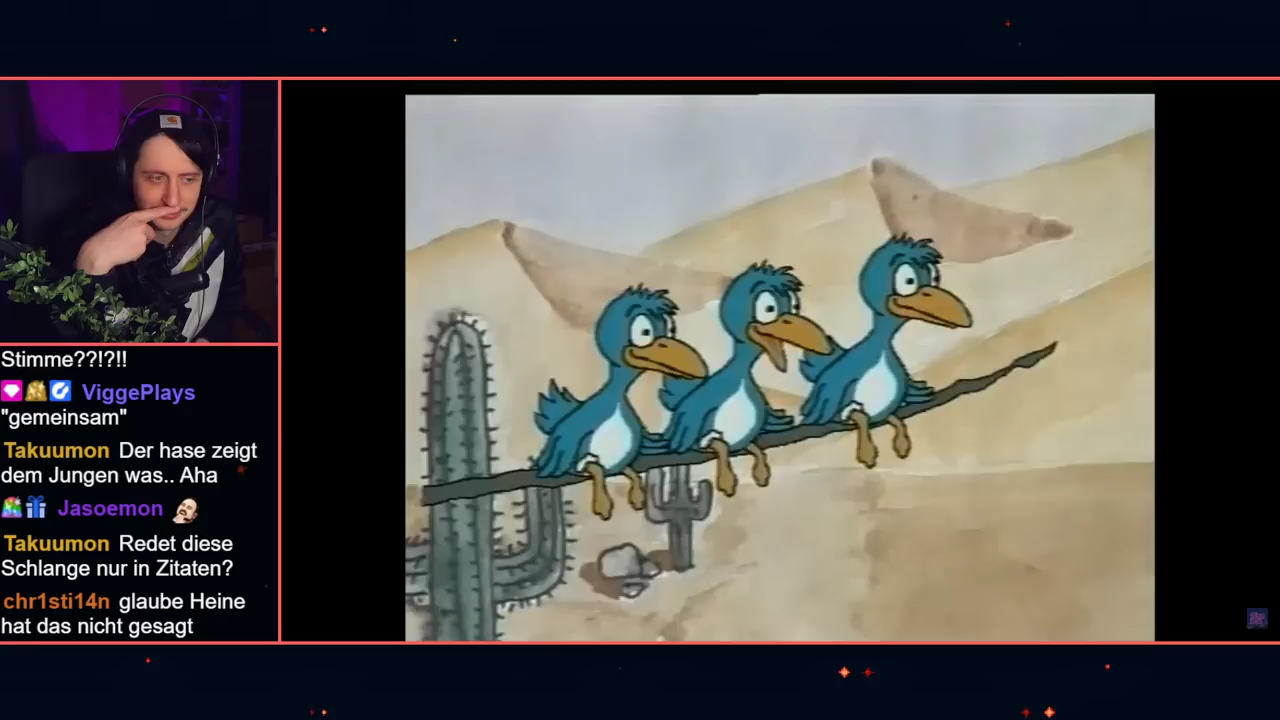 Stimme??!?!!
ViggePlays
"gemeinsam"
Takuumon Der hase zeigt
dem Jungen was.. Aha
Jasoemon
Takuumon Redet diese
Schlange nur in Zitaten?
chr1sti14n glaube Heine
hat das nicht gesagt